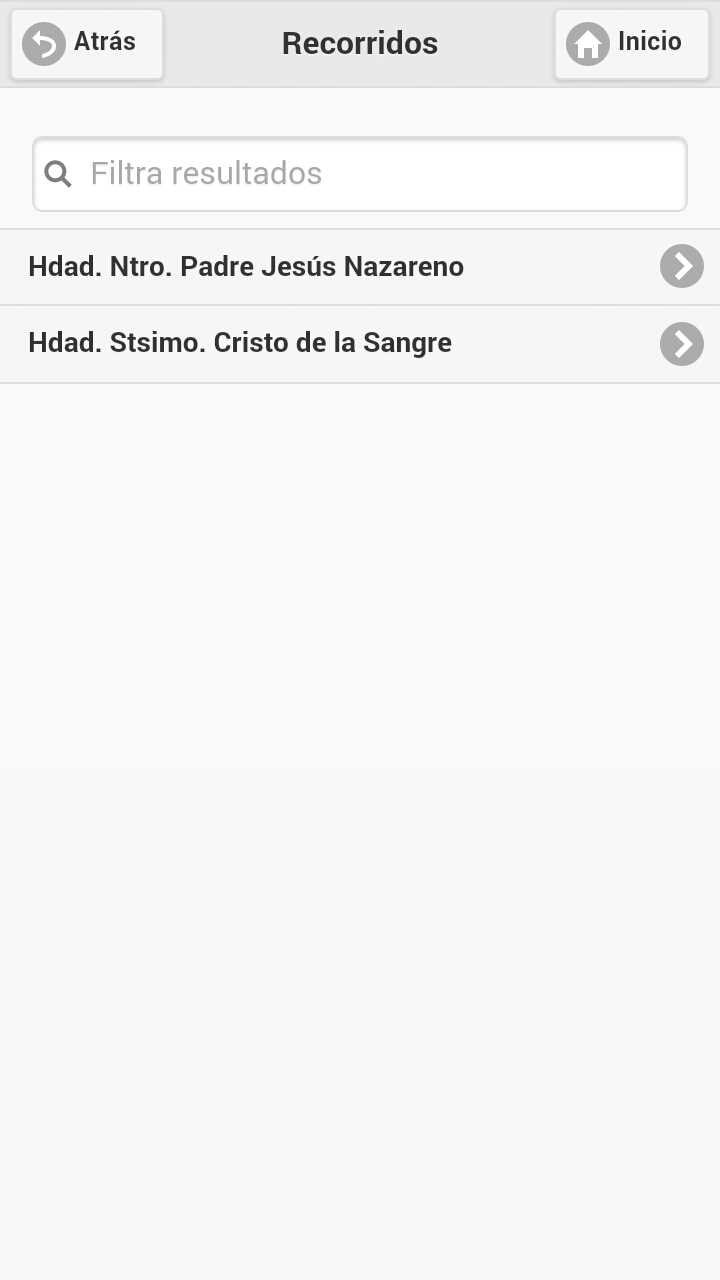 Atrás
Recorridos
Inicio
Filtra resultados
Hdad. Ntro. Padre Jesús Nazareno
Hdad. Stsimo. Cristo de la Sangre